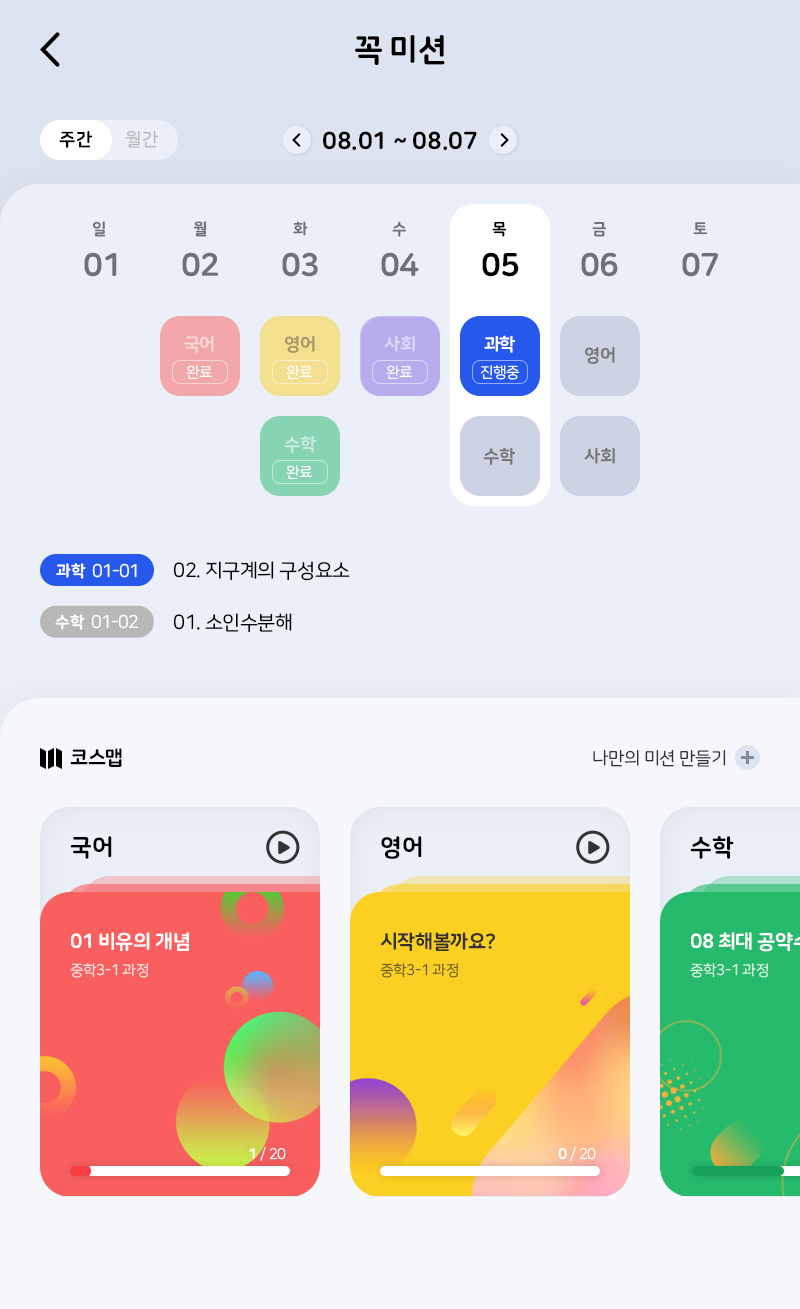 꼭 미션
주간 월간 08.01 ~ 08.07
일 월 화 수 목 금 토
01 02 03 04 05 06 07
국어 영어 사회 과학 영어
완료 완료 완료 진행중
수학 수학 사회
완료
과학 01-01 02. 지구계의 구성요소
수학 01-02 01. 소인수분해
코스맵 나만의 미션 만들기
국어 영어 수학
01 비유의 개념 시작해볼까요? 08 최대 공약
중학3-1 과정 중학3-1 과정 중학3-1 과정
1 / 20 0 / 20